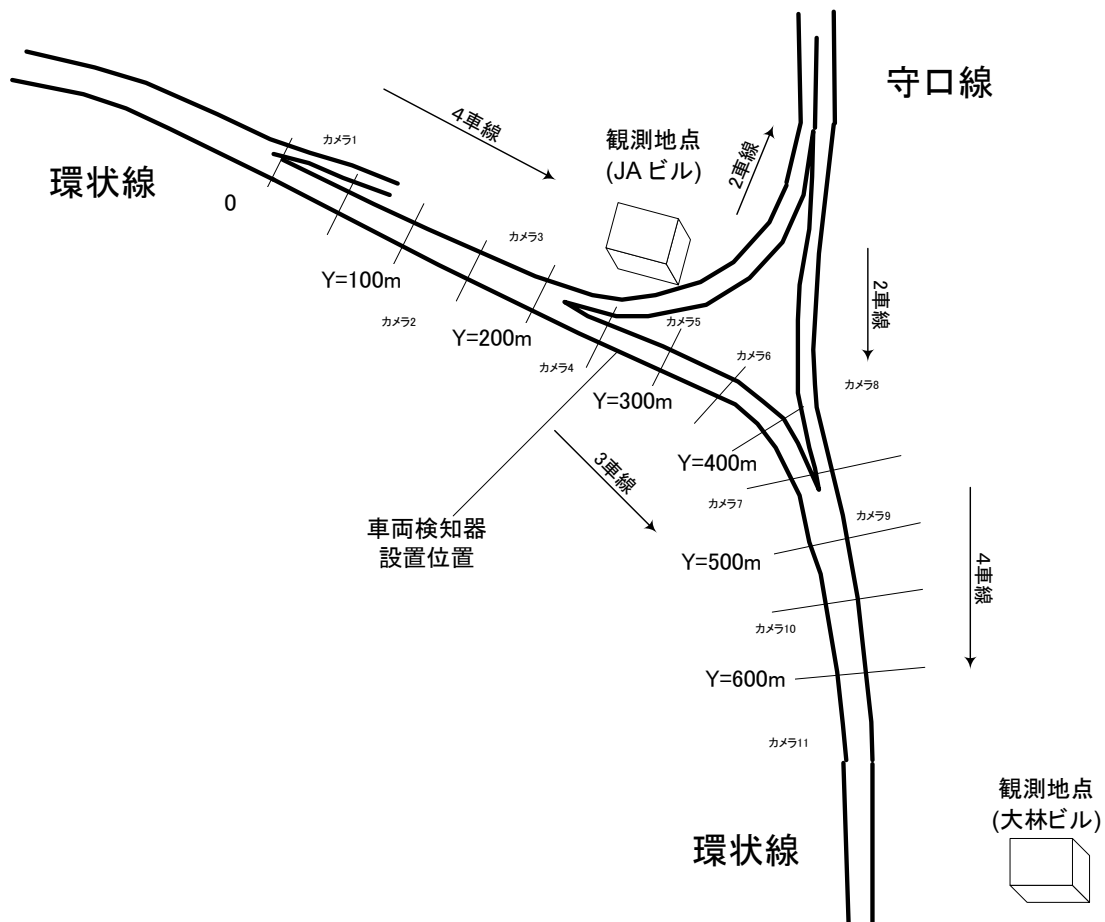 守口線
4車線
カメラ1
観測地点
(JAビル)
2車線
環状線
0
カメラ3
Y=100m
カメラ2
2車線
カメラ5
Y=200m
カメラ6
カメラ4
カメラ8
Y=300m
3車線
Y=400m
カメラ7
カメラ9
車両検知器
設置位置
Y=500m
4車線
カメラ10
Y=600m
カメラ11
観測地点
(大林ビル)
環状線